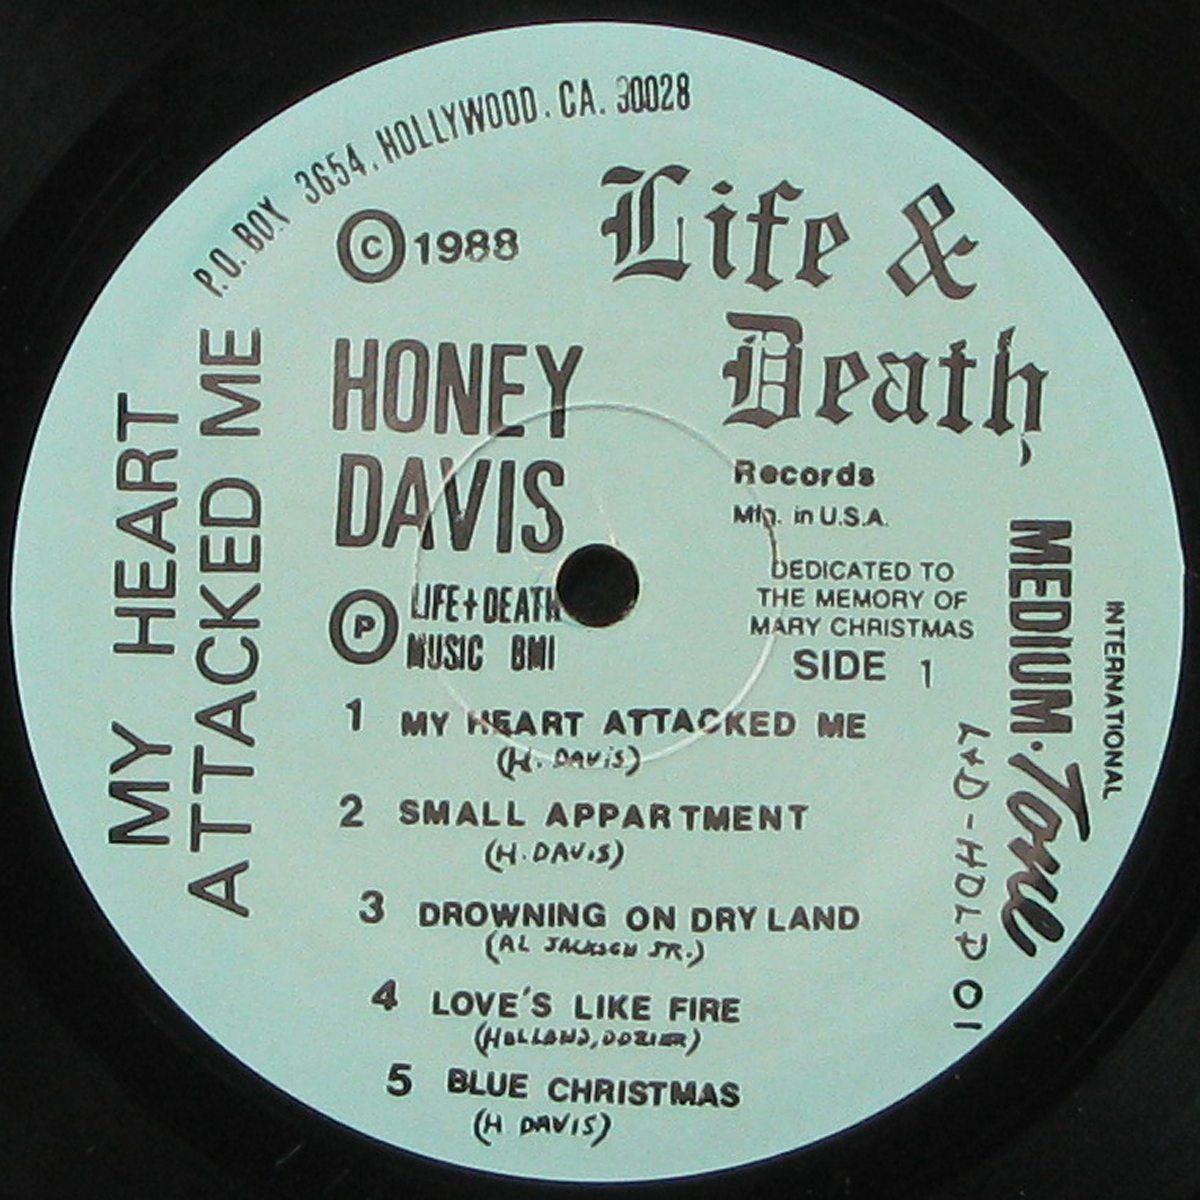 P.O. BOX 3654, HOLLYWOOD. CA. 90028
© 1988
Life &
Death
Records
Mfg. in U.S.A.
DEDICATED TO
THE MEMORY OF
MARY CHRISTMAS
SIDE 1
MY HEART
ATTACKED ME
HONEY
DAVIS
℗ LIFE + DEATH
MUSIC BMI
INTERNATIONAL
MEDIUM · Tone
L+D-HDLP 01
1 MY HEART ATTACKED ME
(H. DAVIS)
2 SMALL APPARTMENT
(H. DAVIS)
3 DROWNING ON DRY LAND
(AL JACKSON JR.)
4 LOVE'S LIKE FIRE
(HOLLAND, DOZIER)
5 BLUE CHRISTMAS
(H DAVIS)